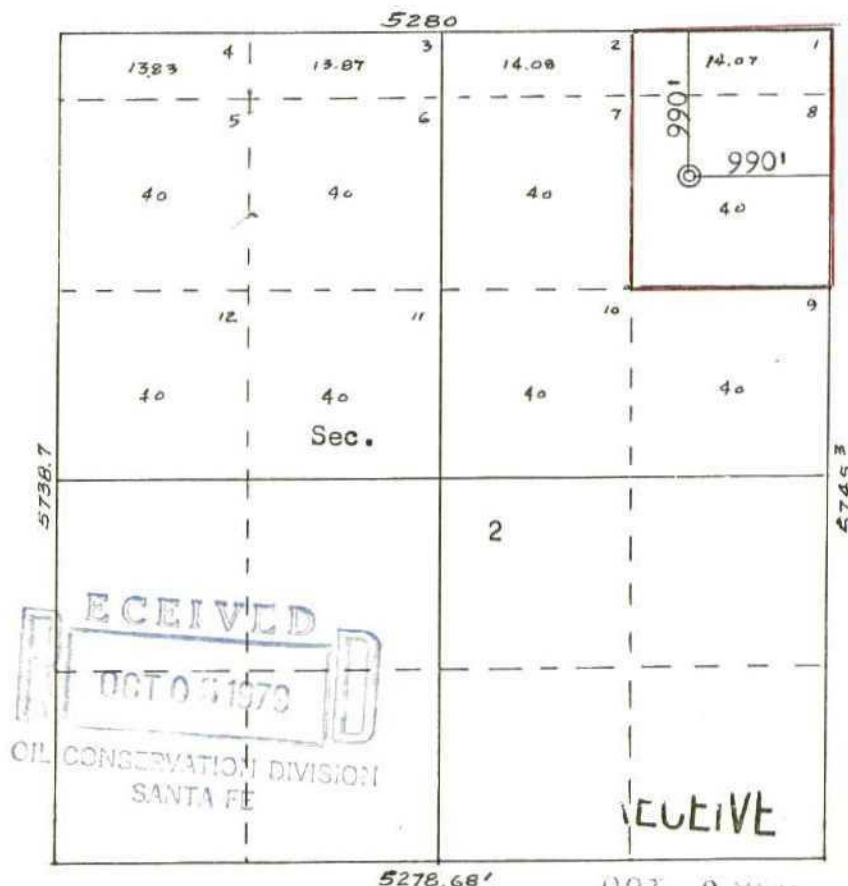 5280
4 3 2 1
13.83 13.87 14.08 14.07
5 6 7 8
990'
990'
40 40 40 40
12 11 10 9
40 40 40 40
Sec.
5738.7
5745.3
2
RECEIVED
OCT 0 1979
OIL CONSERVATION DIVISION
SANTA FE
ECEIVE
5278.68'
OCT